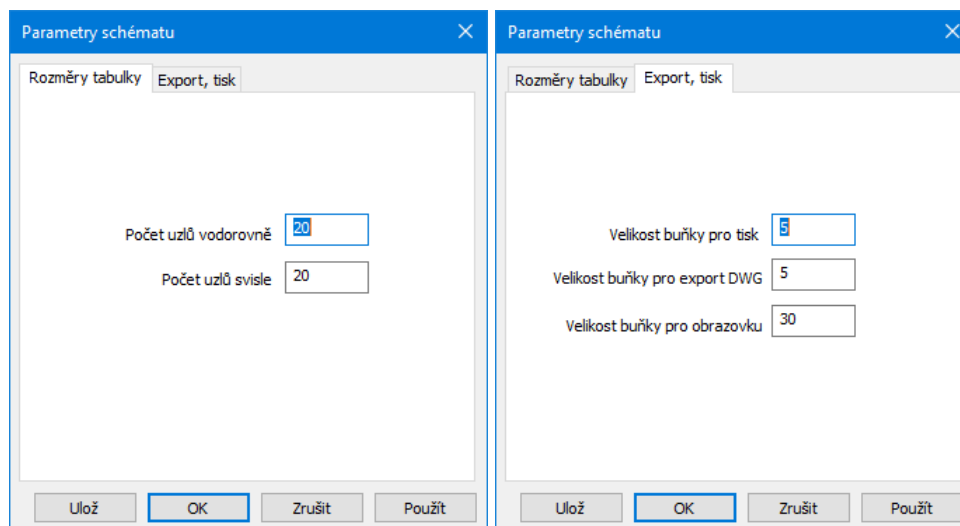 Parametry schématu
Rozměry tabulky Export, tisk
Počet uzlů vodorovně 20
Počet uzlů svisle 20
Ulož OK Zrušit Použít
Parametry schématu
Rozměry tabulky Export, tisk
Velikost buňky pro tisk 5
Velikost buňky pro export DWG 5
Velikost buňky pro obrazovku 30
Ulož OK Zrušit Použít